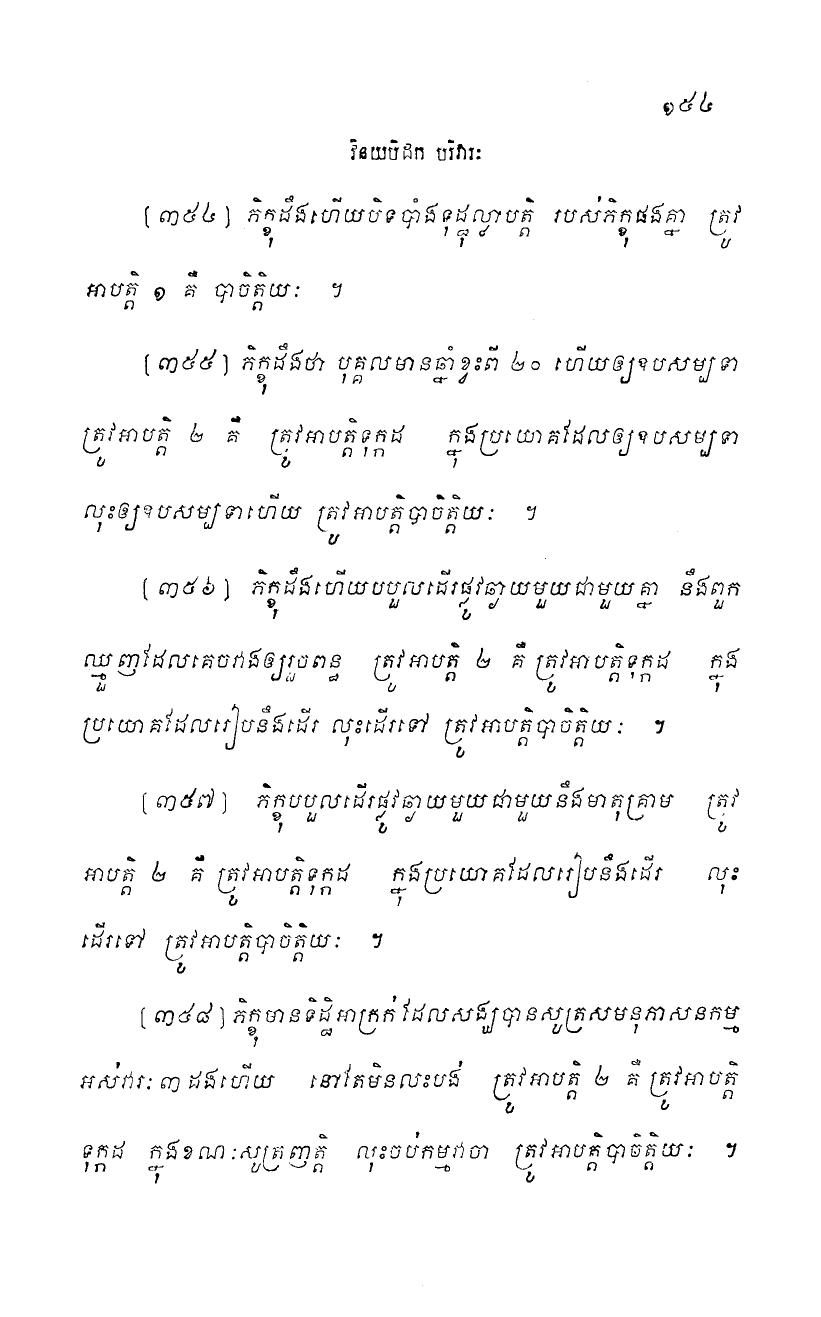 ១៥៤
វិនយបិដក បរិវារៈ
[៣៥៤] ភិក្ខុដឹងហើយបិទបាំងទុដ្ឋុល្លាបត្តិ របស់ភិក្ខុផងគ្នា ត្រូវ
អាបត្តិ ១ គឺ បាចិត្តិយៈ ។
[៣៥៥] ភិក្ខុដឹងថា បុគ្គលមានឆ្នាំខ្វះពី ២០ ហើយឲ្យឧបសម្បទា
ត្រូវអាបត្តិ ២ គឺ ត្រូវអាបត្តិទុក្កដ ក្នុងប្រយោគដែលឲ្យឧបសម្បទា
លុះឲ្យឧបសម្បទាហើយ ត្រូវអាបត្តិបាចិត្តិយៈ ។
[៣៥៦] ភិក្ខុដឹងហើយបបួលដើរផ្លូវឆ្ងាយមួយជាមួយគ្នា នឹងពួក
ឈ្មួញដែលគេចវាងឲ្យរួចពន្ធ ត្រូវអាបត្តិ ២ គឺ ត្រូវអាបត្តិទុក្កដ ក្នុង
ប្រយោគដែលរៀបនឹងដើរ លុះដើរទៅ ត្រូវអាបត្តិបាចិត្តិយៈ ។
[៣៥៧] ភិក្ខុបបួលដើរផ្លូវឆ្ងាយមួយជាមួយនឹងមាតុគ្រាម ត្រូវ
អាបត្តិ ២ គឺ ត្រូវអាបត្តិទុក្កដ ក្នុងប្រយោគដែលរៀបនឹងដើរ លុះ
ដើរទៅ ត្រូវអាបត្តិបាចិត្តិយៈ ។
[៣៤៨] ភិក្ខុមានទិដ្ឋិអាក្រក់ ដែលសង្ឃបានសូត្រសមនុភាសនកម្ម
អស់វារៈ ៣ ដងហើយ នៅតែមិនលះបង់ ត្រូវអាបត្តិ ២ គឺ ត្រូវអាបត្តិ
ទុក្កដ ក្នុងខណៈសូត្រញត្តិ លុះចប់កម្មវាចា ត្រូវអាបត្តិបាចិត្តិយៈ ។